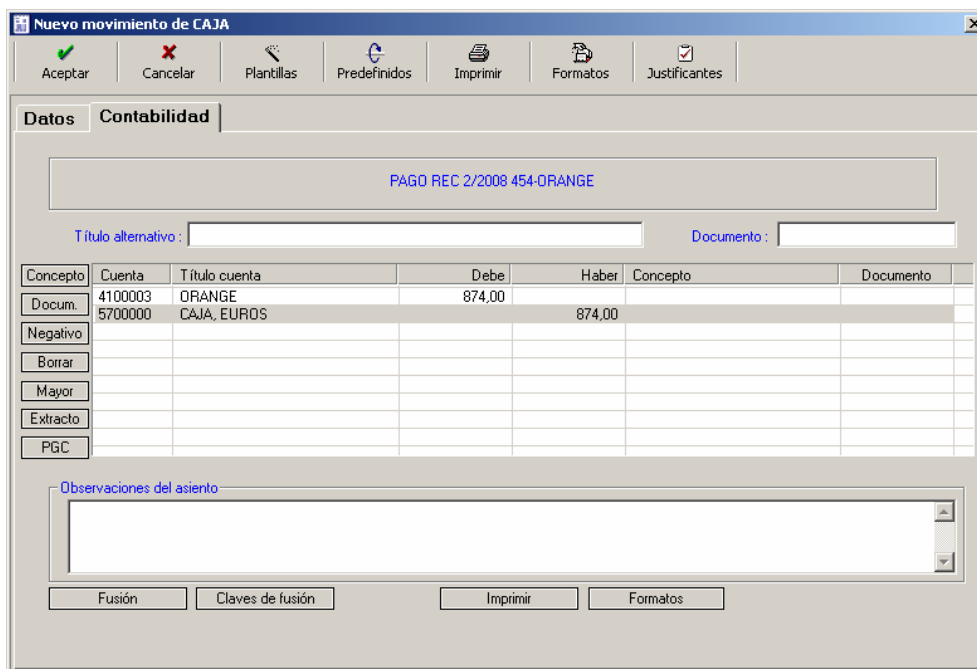 Nuevo movimiento de CAJA
Aceptar Cancelar Plantillas Predefinidos Imprimir Formatos Justificantes
Datos Contabilidad
PAGO REC 2/2008 454-ORANGE
Título alternativo : Documento :
Concepto Cuenta Título cuenta Debe Haber Concepto Documento
4100003 ORANGE 874,00
Docum.
5700000 CAJA, EUROS 874,00
Negativo
Borrar
Mayor
Extracto
PGC
Observaciones del asiento
Fusión Claves de fusión Imprimir Formatos